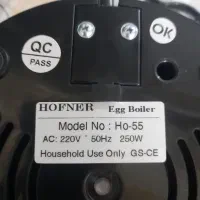 QC
PASS
OK
HOFNER Egg Boiler
Model No : Ho-55
AC: 220V ~ 50Hz 250W
Household Use Only GS-CE